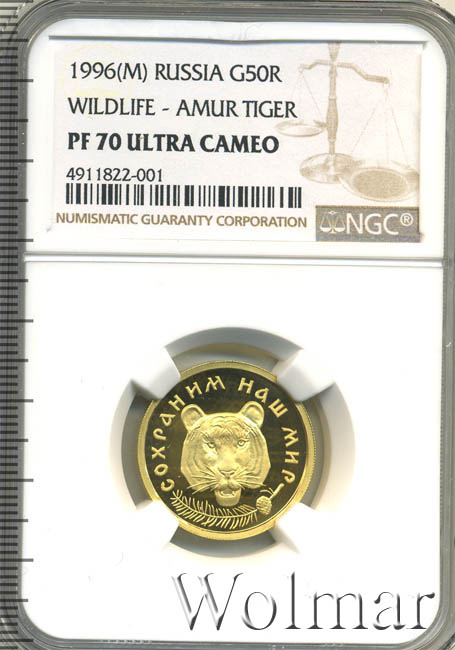 1996(M) RUSSIA G50R
WILDLIFE - AMUR TIGER
PF 70 ULTRA CAMEO
4911822-001
NUMISMATIC GUARANTY CORPORATION
NGC®
СОХРАНИМ НАШ МИР
Wolmar